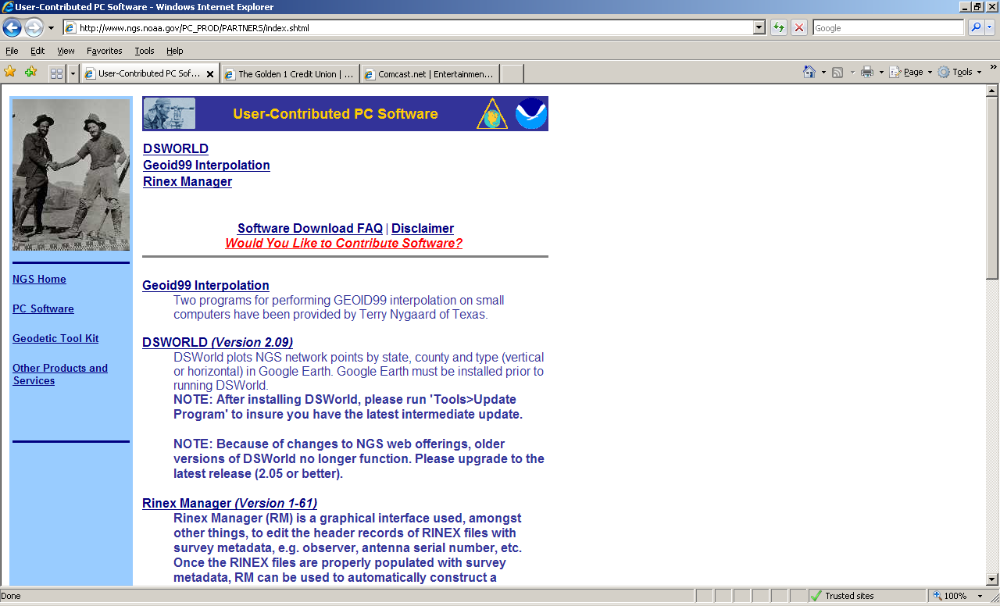 User-Contributed PC Software - Windows Internet Explorer
http://www.ngs.noaa.gov/PC_PROD/PARTNERS/index.shtml
Google
File Edit View Favorites Tools Help
User-Contributed PC Sof... The Golden 1 Credit Union | ... Comcast.net | Entertainmen...
Page Tools
User-Contributed PC Software
DSWORLD
Geoid99 Interpolation
Rinex Manager
Software Download FAQ | Disclaimer
Would You Like to Contribute Software?
NGS Home
PC Software
Geodetic Tool Kit
Other Products and
Services
Geoid99 Interpolation
Two programs for performing GEOID99 interpolation on small
computers have been provided by Terry Nygaard of Texas.
DSWORLD (Version 2.09)
DSWorld plots NGS network points by state, county and type (vertical
or horizontal) in Google Earth. Google Earth must be installed prior to
running DSWorld.
NOTE: After installing DSWorld, please run 'Tools>Update
Program' to insure you have the latest intermediate update.
NOTE: Because of changes to NGS web offerings, older
versions of DSWorld no longer function. Please upgrade to the
latest release (2.05 or better).
Rinex Manager (Version 1-61)
Rinex Manager (RM) is a graphical interface used, amongst
other things, to edit the header records of RINEX files with
survey metadata, e.g. observer, antenna serial number, etc.
Once the RINEX files are properly populated with survey
metadata, RM can be used to automatically construct a
Done Trusted sites 100%